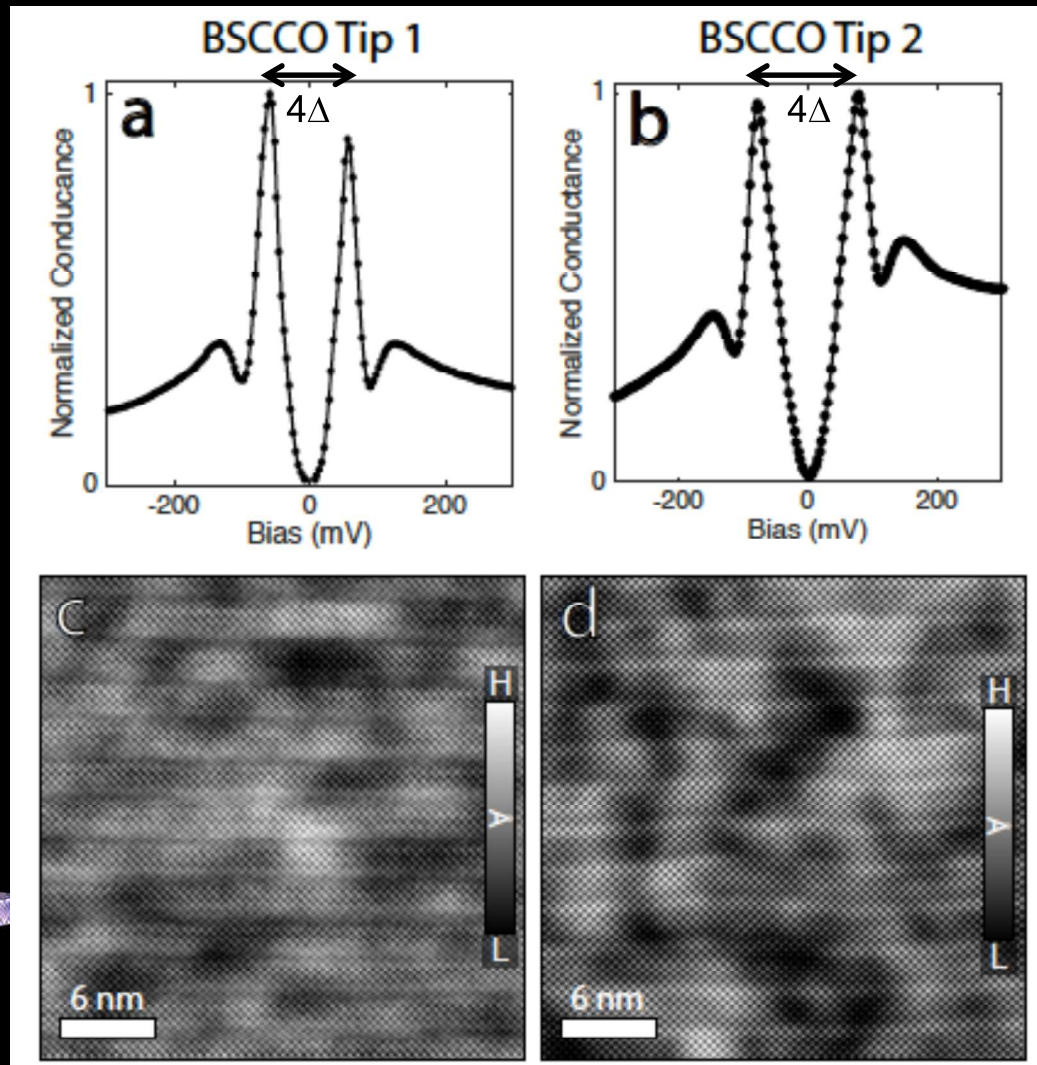 BSCCO Tip 1
4Δ
a
1
Normalized Conducance
0
-200 0 200
Bias (mV)
BSCCO Tip 2
4Δ
b
1
Normalized Conductance
0
-200 0 200
Bias (mV)
c
H
A
L
6 nm
d
H
A
L
6 nm